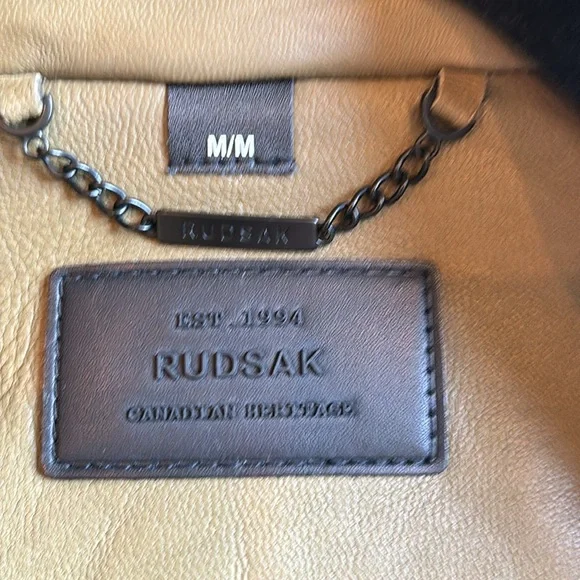 M/M
RUDSAK
EST.1994
RUDSAK
CANADIAN HERITAGE